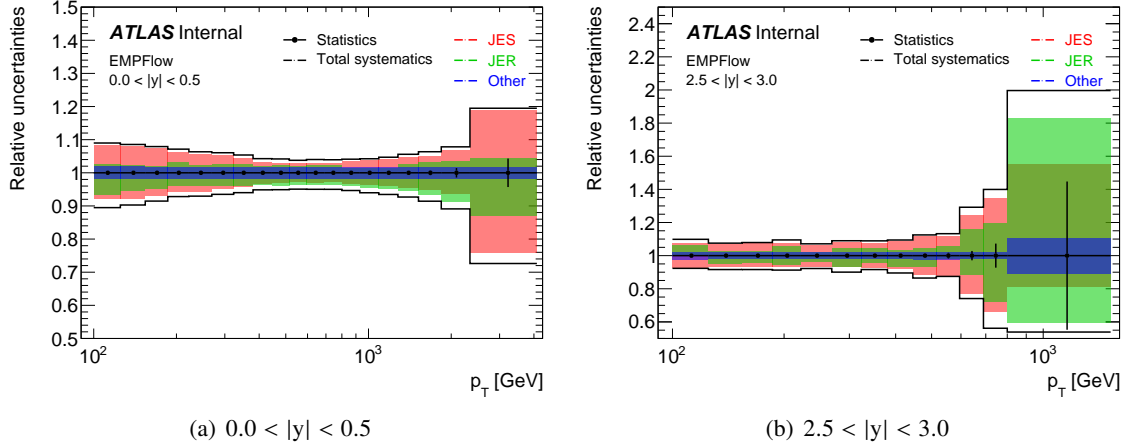 Relative uncertainties
1.5
1.4
1.3
1.2
1.1
1
0.9
0.8
0.7
0.6
0.5
ATLAS Internal
EMPFlow
0.0 < |y| < 0.5
Statistics
Total systematics
JES
JER
Other
10²
10³
p_T [GeV]
(a) 0.0 < |y| < 0.5
Relative uncertainties
2.4
2.2
2
1.8
1.6
1.4
1.2
1
0.8
0.6
ATLAS Internal
EMPFlow
2.5 < |y| < 3.0
Statistics
Total systematics
JES
JER
Other
10²
10³
p_T [GeV]
(b) 2.5 < |y| < 3.0